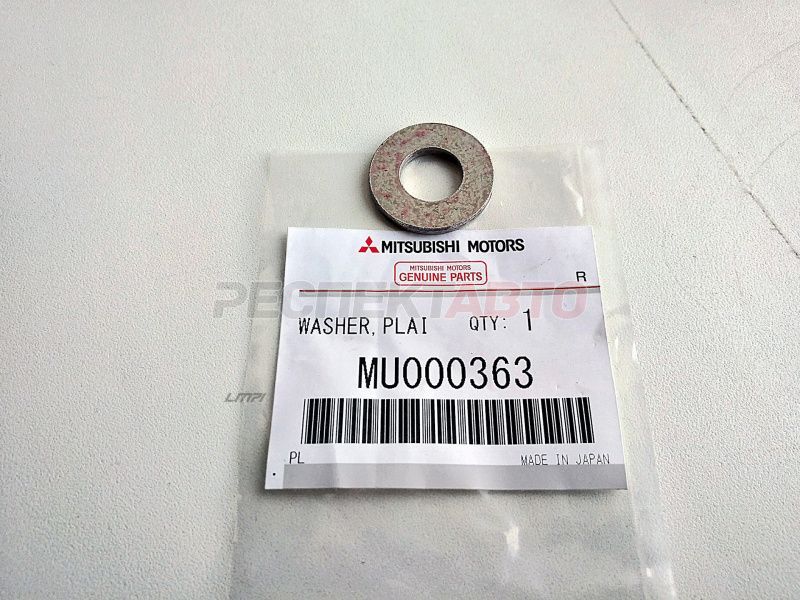 MITSUBISHI MOTORS
MITSUBISHI MOTORS
GENUINE PARTS
R
РЕСПЕКТАВТО
WASHER, PLAI QTY: 1
MU000363
PL MADE IN JAPAN